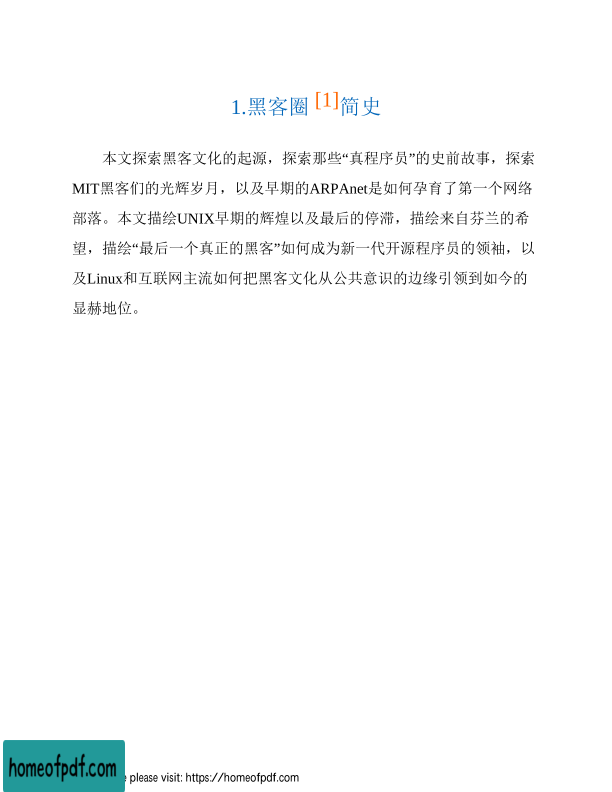 1.黑客圈 [1]简史
本文探索黑客文化的起源，探索那些“真程序员”的史前故事，探索
MIT黑客们的光辉岁月，以及早期的ARPAnet是如何孕育了第一个网络
部落。本文描绘UNIX早期的辉煌以及最后的停滞，描绘来自芬兰的希
望，描绘“最后一个真正的黑客”如何成为新一代开源程序员的领袖，以
及Linux和互联网主流如何把黑客文化从公共意识的边缘引领到如今的
显赫地位。
homeofpdf.com
please visit: https://homeofpdf.com